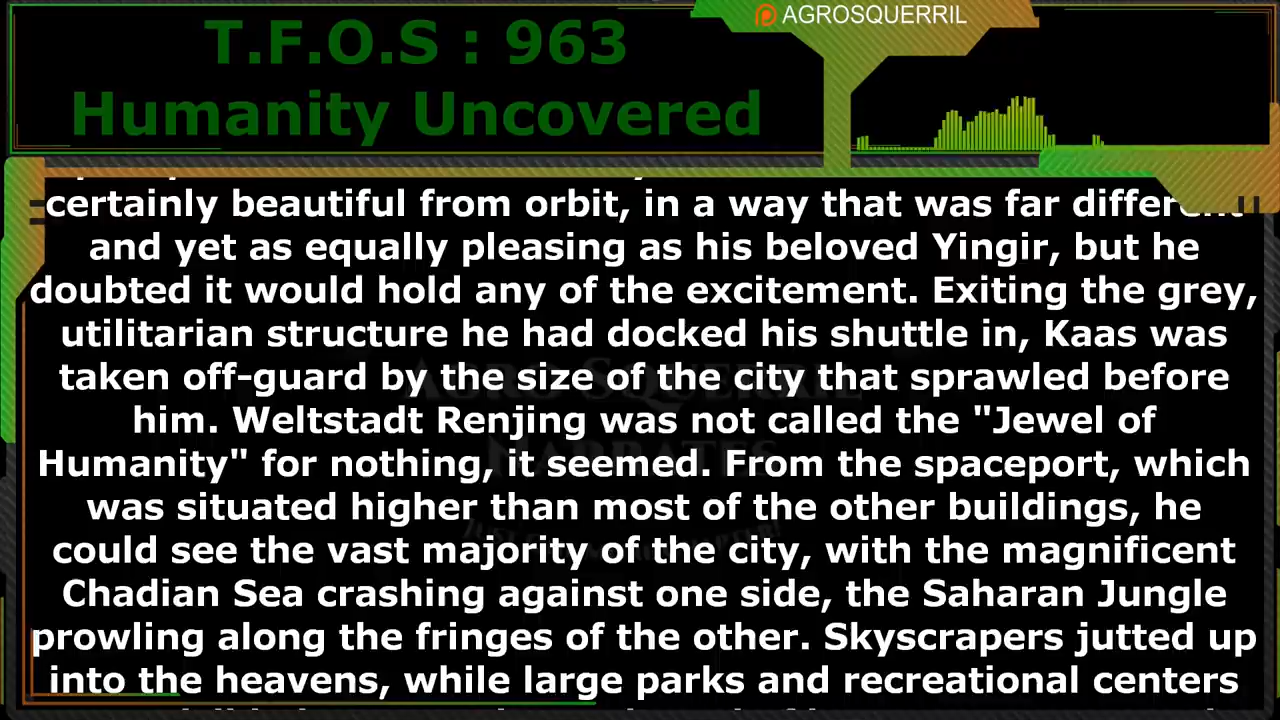 AGROSQUERRIL
T.F.O.S : 963
Humanity Uncovered
certainly beautiful from orbit, in a way that was far different
and yet as equally pleasing as his beloved Yingir, but he
doubted it would hold any of the excitement. Exiting the grey,
utilitarian structure he had docked his shuttle in, Kaas was
taken off-guard by the size of the city that sprawled before
him. Weltstadt Renjing was not called the "Jewel of
Humanity" for nothing, it seemed. From the spaceport, which
was situated higher than most of the other buildings, he
could see the vast majority of the city, with the magnificent
Chadian Sea crashing against one side, the Saharan Jungle
prowling along the fringes of the other. Skyscrapers jutted up
into the heavens, while large parks and recreational centers
Agro Squerril
Narrates